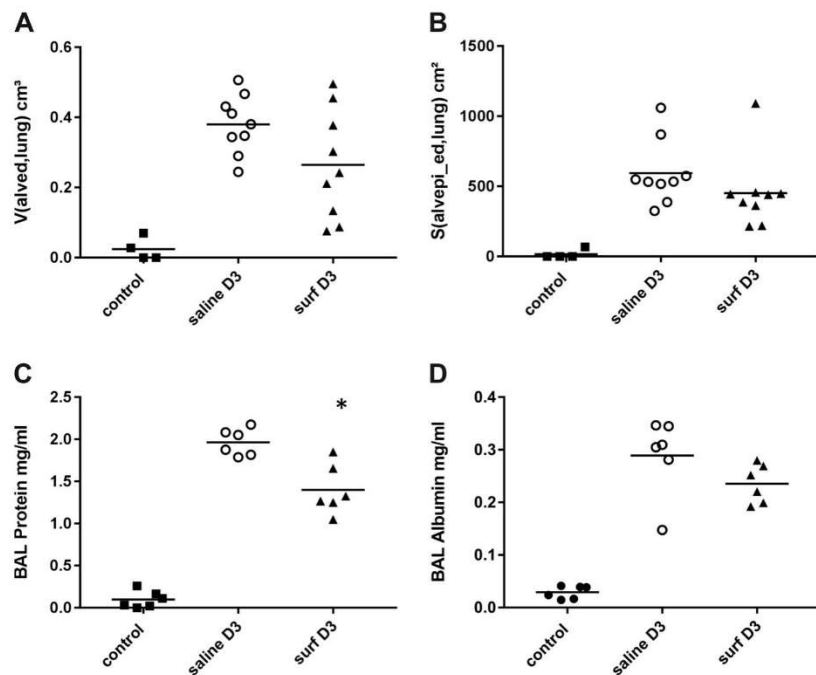 A
V(alved,lung) cm³
0.6
0.4
0.2
0.0
control
saline D3
surf D3
B
S(alvepi_ed,lung) cm²
1500
1000
500
0
control
saline D3
surf D3
C
BAL Protein mg/ml
2.5
2.0
1.5
1.0
0.5
0.0
*
control
saline D3
surf D3
D
BAL Albumin mg/ml
0.4
0.3
0.2
0.1
0.0
control
saline D3
surf D3